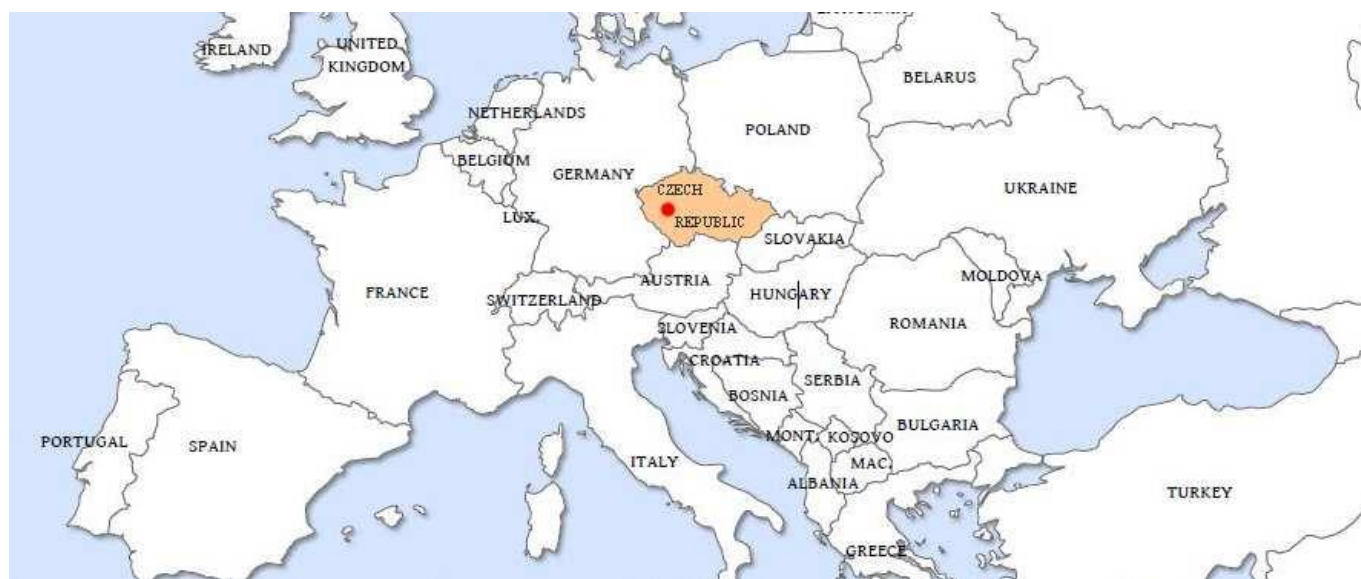 IRELAND
UNITED
KINGDOM
NETHERLANDS
BELGIUM
LUX.
GERMANY
POLAND
BELARUS
CZECH
REPUBLIC
UKRAINE
SLOVAKIA
AUSTRIA
HUNGARY
MOLDOVA
FRANCE
SWITZERLAND
SLOVENIA
ROMANIA
CROATIA
BOSNIA
SERBIA
BULGARIA
MONT.
KOSOVO
MAC.
ALBANIA
PORTUGAL
SPAIN
ITALY
TURKEY
GREECE